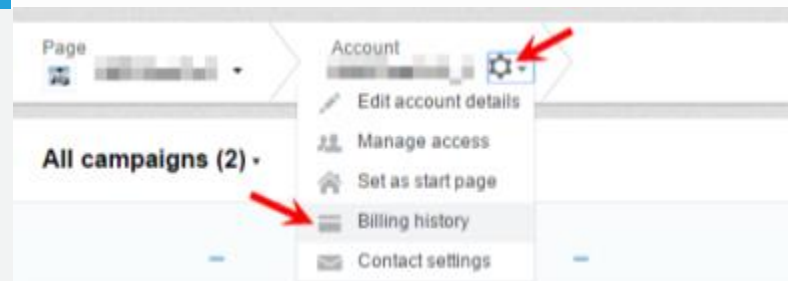 Page
Account
Edit account details
Manage access
All campaigns (2)
Set as start page
Billing history
Contact settings